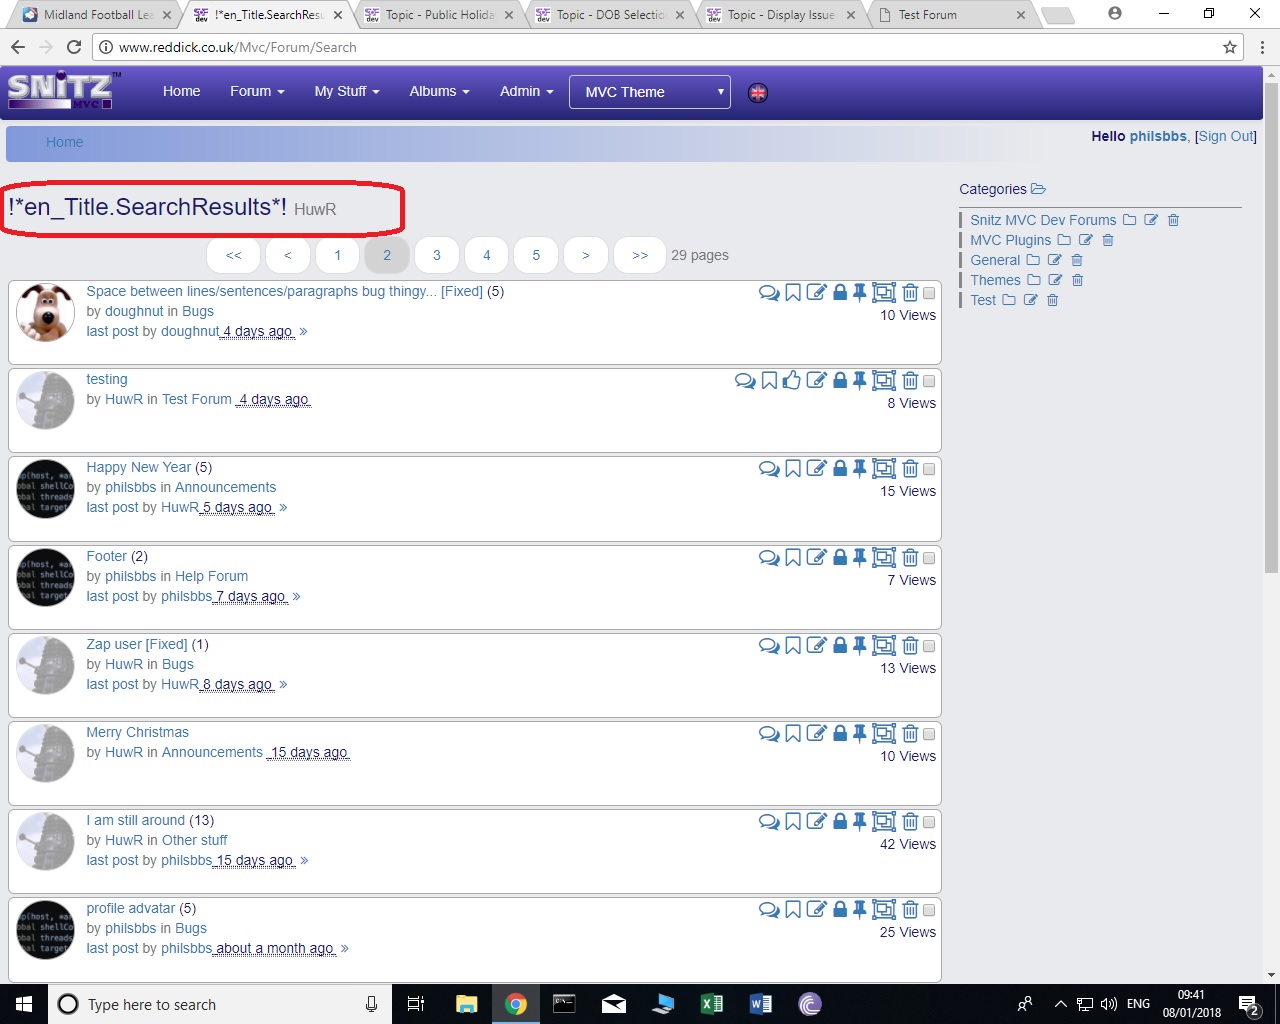 Midland Football Lea
!*en_Title.SearchResu
Topic - Public Holida
Topic - DOB Selectio
Topic - Display Issue
Test Forum
www.reddick.co.uk/Mvc/Forum/Search
SNITZ™ MVC
Home Forum My Stuff Albums Admin MVC Theme
Home
Hello philsbbs, [Sign Out]
!*en_Title.SearchResults*! HuwR
<< < 1 2 3 4 5 > >> 29 pages
Space between lines/sentences/paragraphs bug thingy... [Fixed] (5)
by doughnut in Bugs
last post by doughnut 4 days ago »
10 Views
testing
by HuwR in Test Forum 4 days ago
8 Views
Happy New Year (5)
by philsbbs in Announcements
last post by HuwR 5 days ago »
15 Views
Footer (2)
by philsbbs in Help Forum
last post by philsbbs 7 days ago »
7 Views
Zap user [Fixed] (1)
by HuwR in Bugs
last post by HuwR 8 days ago »
13 Views
Merry Christmas
by HuwR in Announcements 15 days ago
10 Views
I am still around (13)
by HuwR in Other stuff
last post by philsbbs 15 days ago »
42 Views
profile advatar (5)
by philsbbs in Bugs
last post by philsbbs about a month ago »
25 Views
Categories
Snitz MVC Dev Forums
MVC Plugins
General
Themes
Test
Type here to search
ENG
09:41
08/01/2018
2